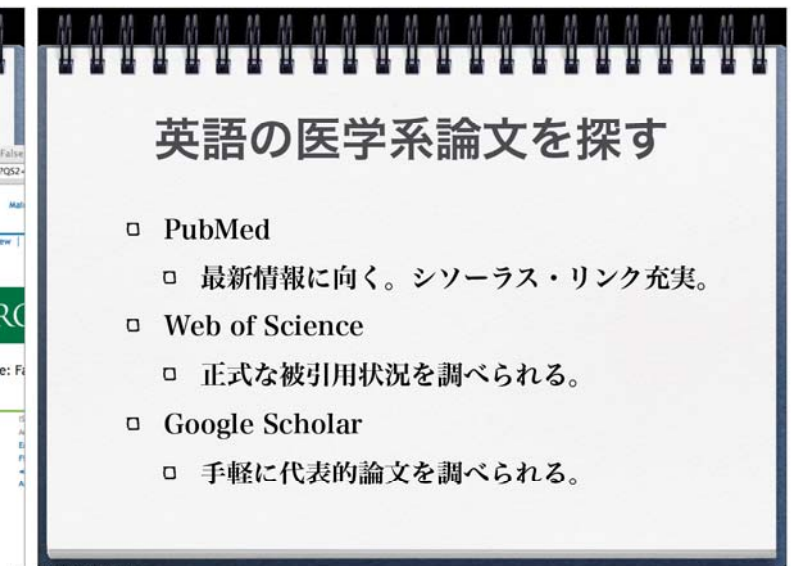 英語の医学系論文を探す
PubMed
最新情報に向く。シソーラス・リンク充実。
Web of Science
正式な被引用状況を調べられる。
Google Scholar
手軽に代表的論文を調べられる。
False